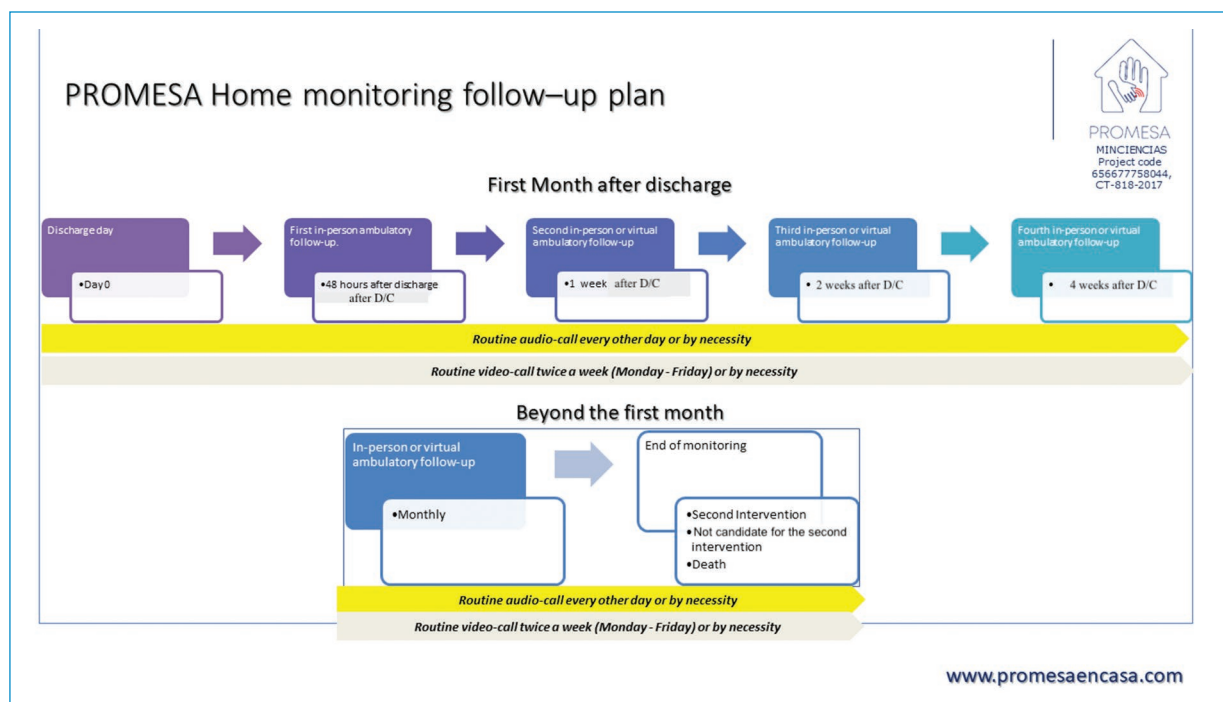 PROMESA Home monitoring follow–up plan
PROMESA
MINCIENCIAS
Project code
656677758044,
CT-818-2017
First Month after discharge
Discharge day
•Day 0
First in-person ambulatory
follow-up.
•48 hours after discharge
after D/C
Second in-person or virtual
ambulatory follow-up
•1 week after D/C
Third in-person or virtual
ambulatory follow-up
• 2 weeks after D/C
Fourth in-person or virtual
ambulatory follow-up
• 4 weeks after D/C
Routine audio-call every other day or by necessity
Routine video-call twice a week (Monday - Friday) or by necessity
Beyond the first month
In-person or virtual
ambulatory follow-up
•Monthly
End of monitoring
•Second Intervention
•Not candidate for the second
intervention
•Death
Routine audio-call every other day or by necessity
Routine video-call twice a week (Monday - Friday) or by necessity
www.promesaencasa.com